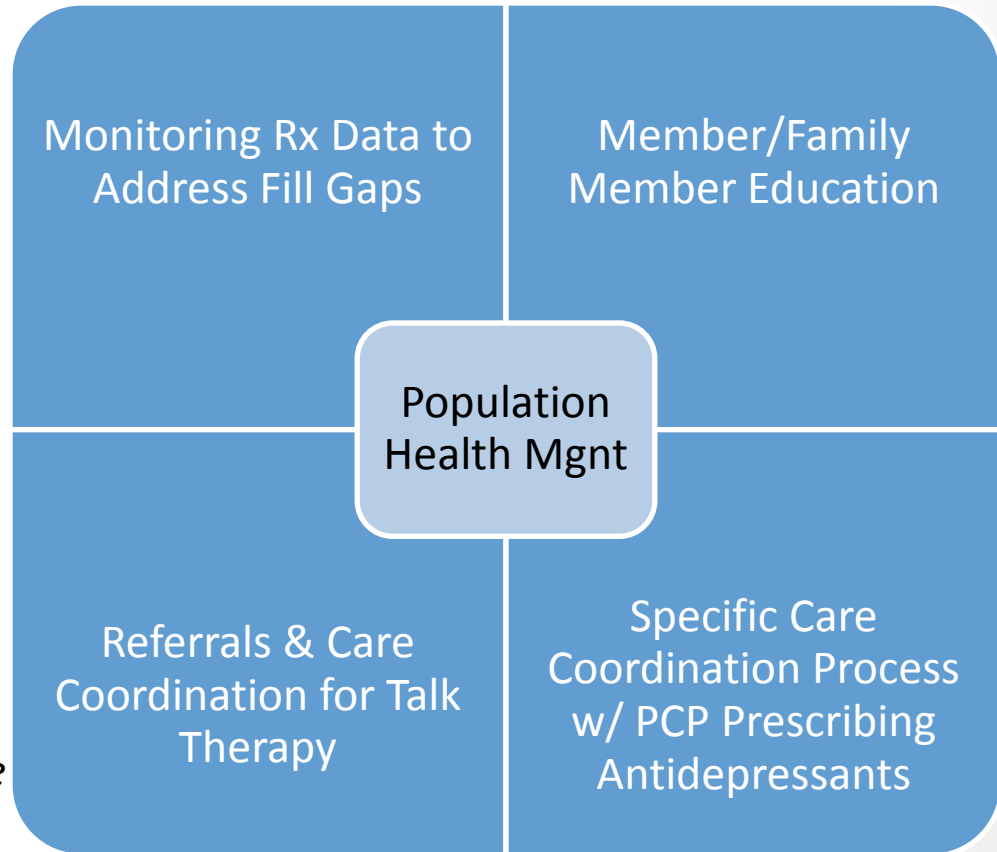 Monitoring Rx Data to
Address Fill Gaps
Member/Family
Member Education
Population
Health Mgnt
Referrals & Care
Coordination for Talk
Therapy
Specific Care
Coordination Process
w/ PCP Prescribing
Antidepressants